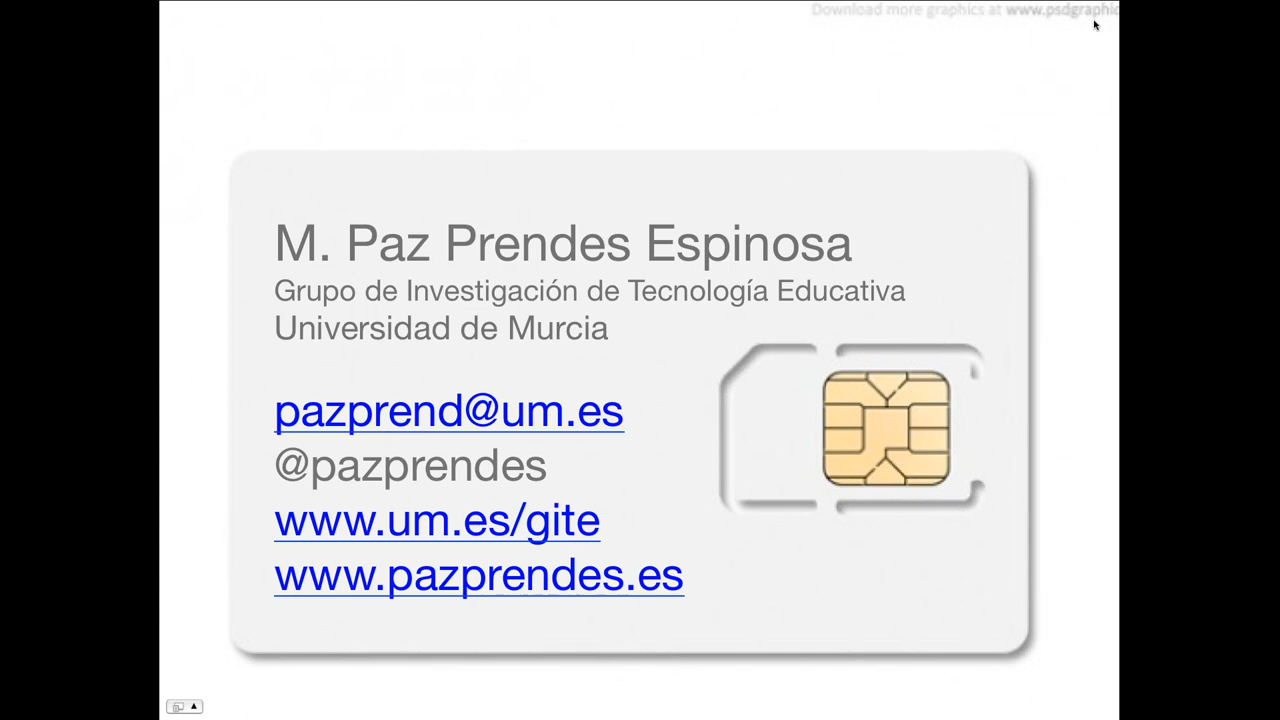 Download more graphics at www.psdgraphic
M. Paz Prendes Espinosa
Grupo de Investigación de Tecnología Educativa
Universidad de Murcia
pazprend@um.es
@pazprendes
www.um.es/gite
www.pazprendes.es